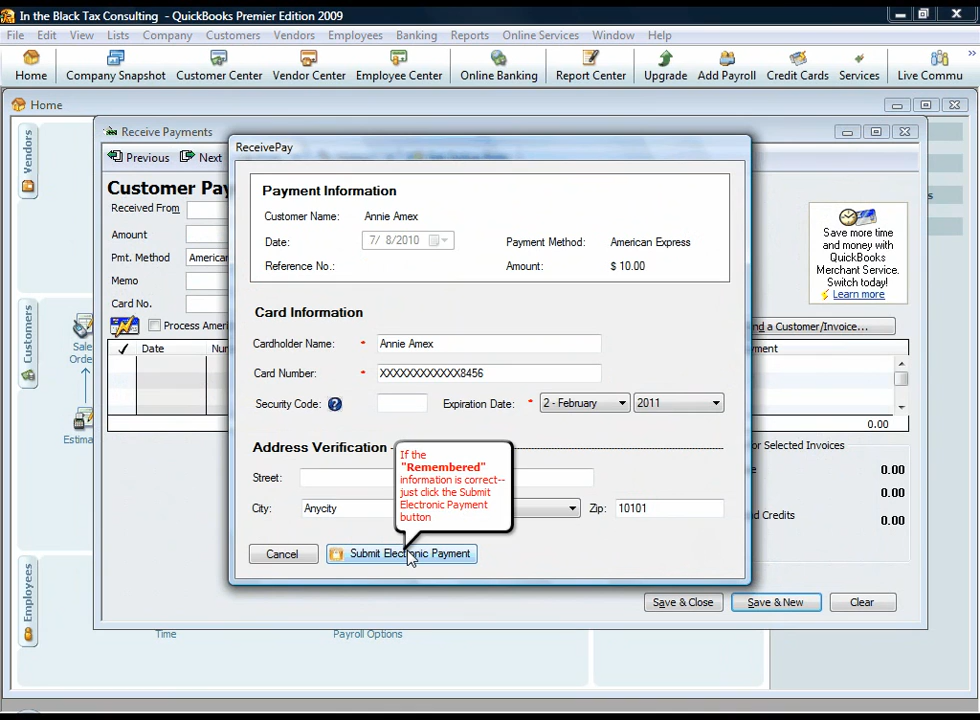 In the Black Tax Consulting - QuickBooks Premier Edition 2009
File Edit View Lists Company Customers Vendors Employees Banking Reports Online Services Window Help
Home Company Snapshot Customer Center Vendor Center Employee Center Online Banking Report Center Upgrade Add Payroll Credit Cards Services Live Commu
Home
Vendors
Customers
Employees
Receive Payments
Previous Next
Customer Pay
Received From
Amount
Pmt. Method America
Memo
Card No.
Process Ameri
Date Nu
Sale
Orde
Estima
ReceivePay
Payment Information
Customer Name: Annie Amex
Date: 7/ 8/2010 Payment Method: American Express
Reference No.: Amount: $ 10.00
Card Information
Cardholder Name: * Annie Amex
Card Number: * XXXXXXXXXXXX8456
Security Code: ? Expiration Date: * 2 - February 2011
Address Verification
Street:
City: Anycity Zip: 10101
If the
"Remembered"
information is correct--
just click the Submit
Electronic Payment
button
Cancel Submit Electronic Payment
Save more time
and money with
QuickBooks
Merchant Service.
Switch today!
Learn more
nd a Customer/Invoice...
ment
0.00
or Selected Invoices
0.00
0.00
nd Credits
0.00
Save & Close Save & New Clear
Time Payroll Options
s